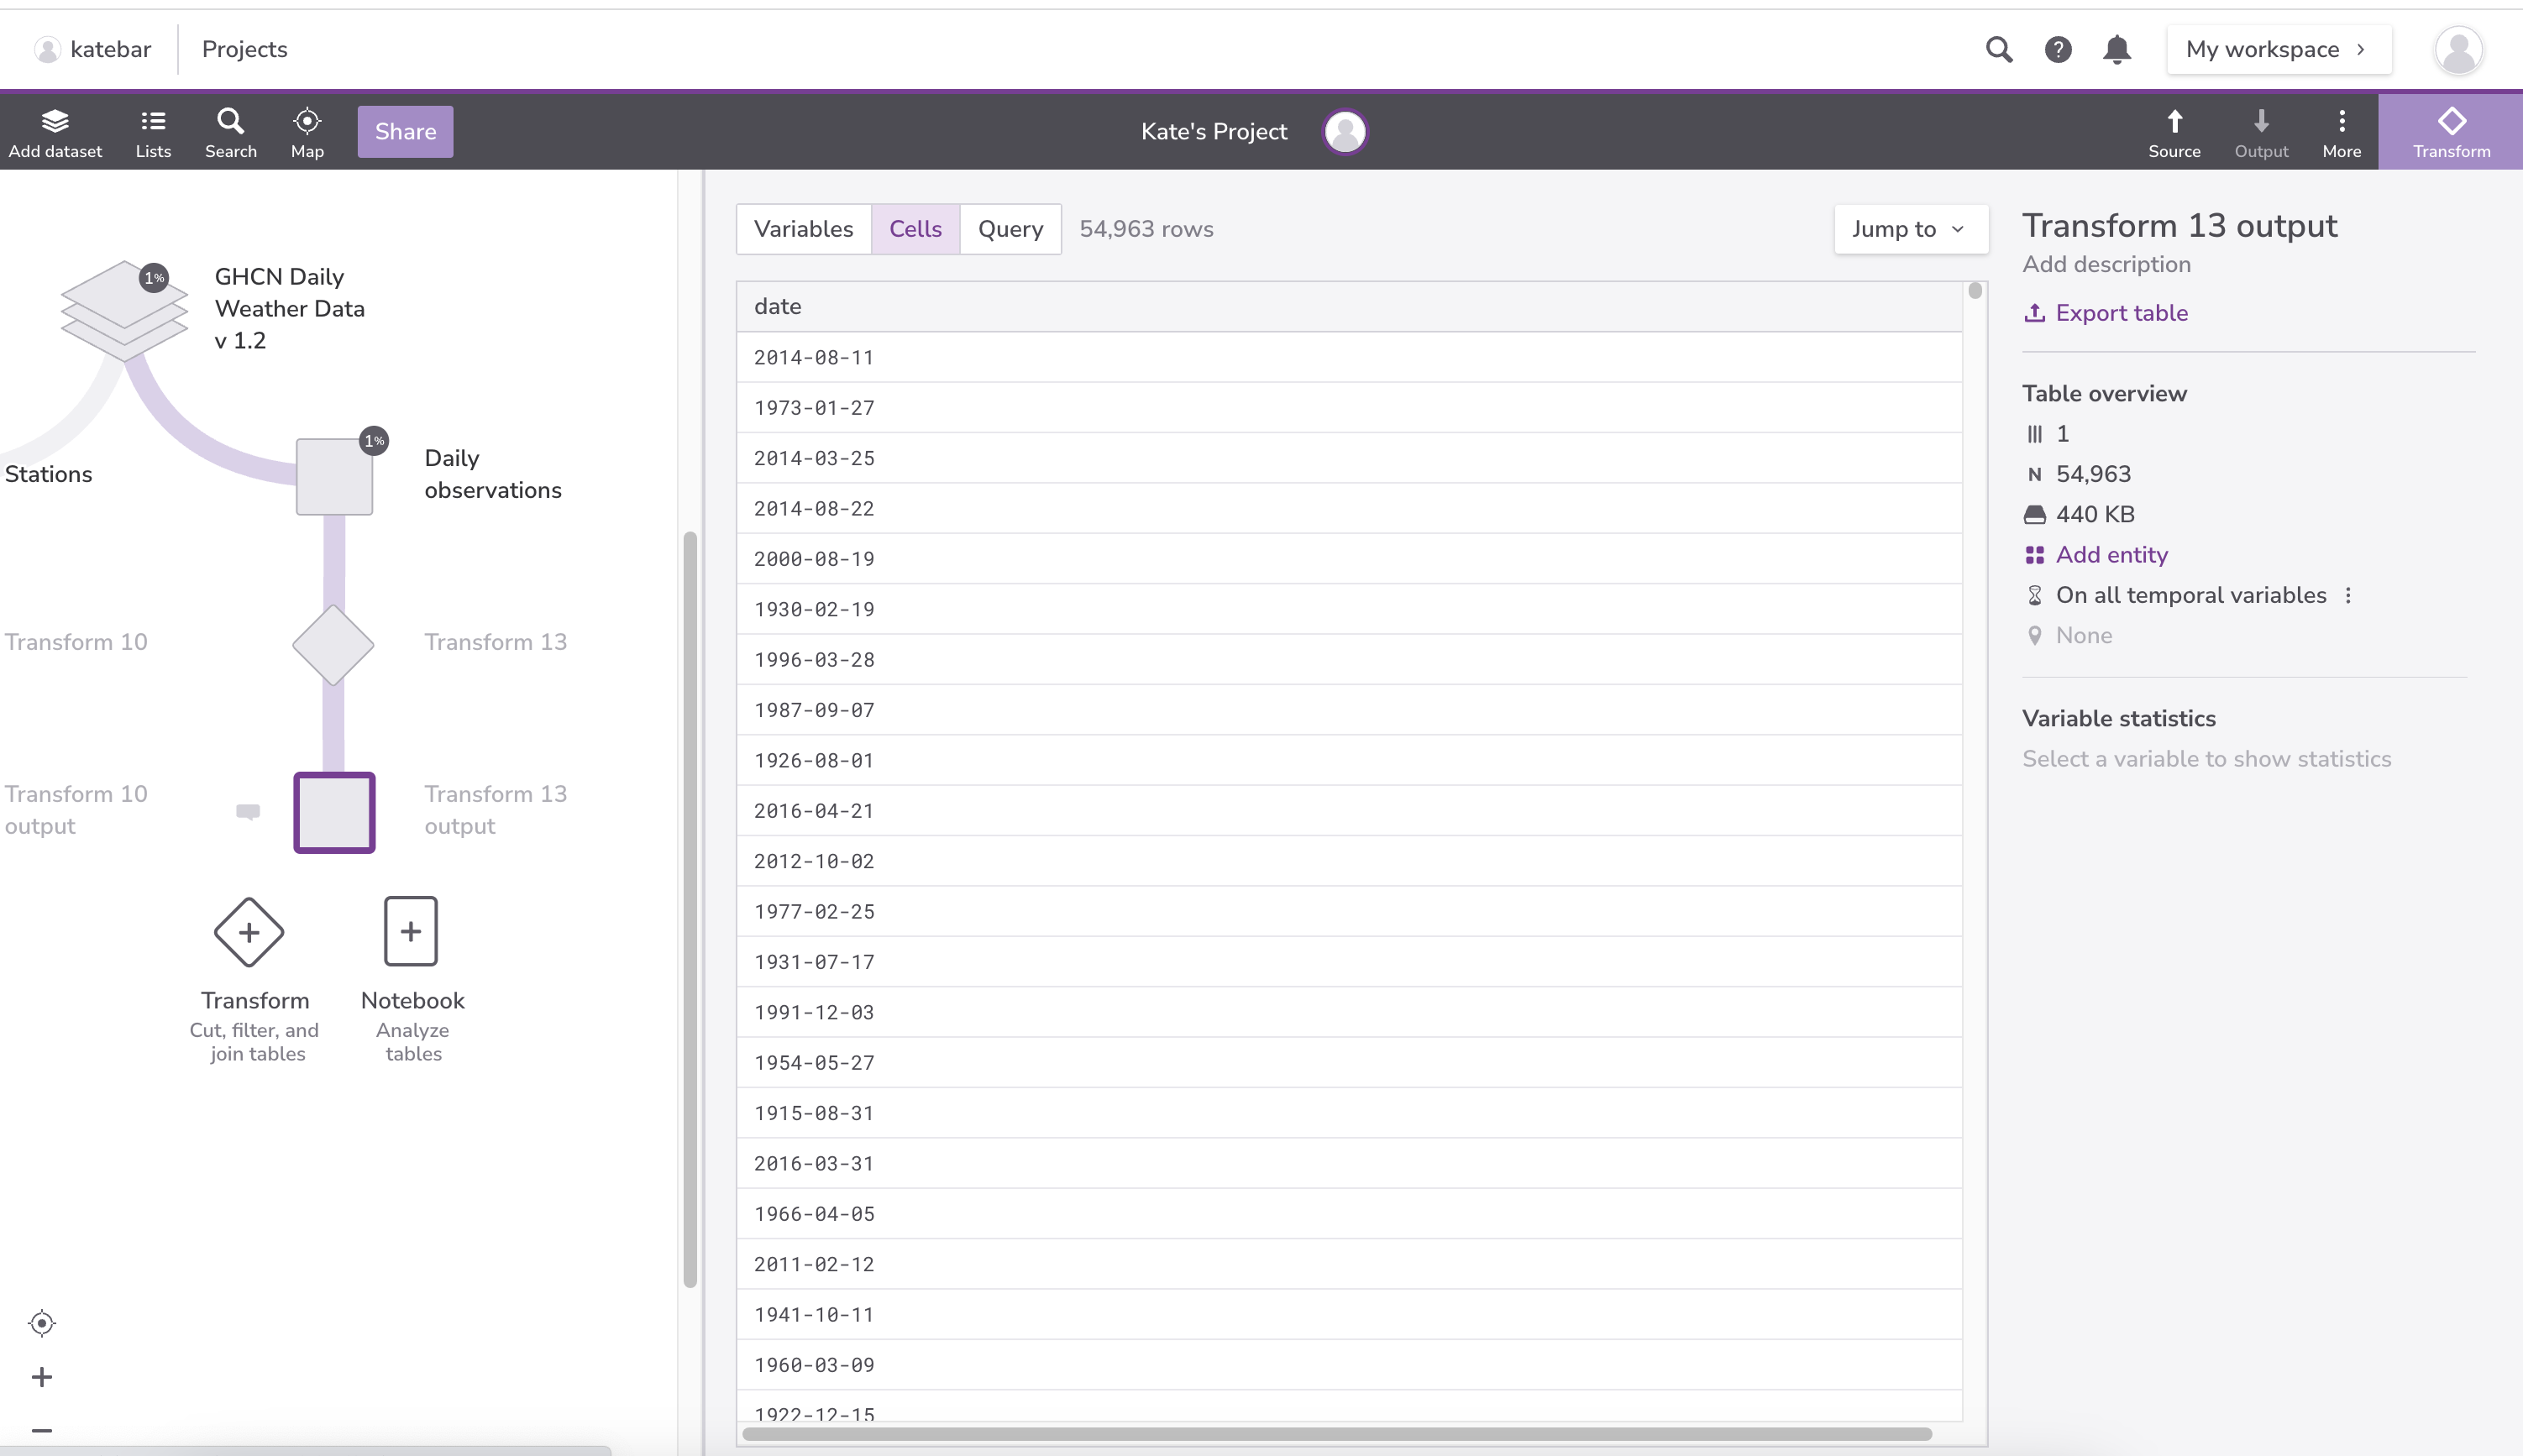 katebar
Projects
My workspace
Add dataset
Lists
Search
Map
Share
Kate's Project
Source
Output
More
Transform
1%
GHCN Daily
Weather Data
v 1.2
1%
Daily
observations
Stations
Transform 10
Transform 13
Transform 10
output
Transform 13
output
Transform
Cut, filter, and
join tables
Notebook
Analyze
tables
Variables
Cells
Query
54,963 rows
Jump to
date
2014-08-11
1973-01-27
2014-03-25
2014-08-22
2000-08-19
1930-02-19
1996-03-28
1987-09-07
1926-08-01
2016-04-21
2012-10-02
1977-02-25
1931-07-17
1991-12-03
1954-05-27
1915-08-31
2016-03-31
1966-04-05
2011-02-12
1941-10-11
1960-03-09
1922-12-15
Transform 13 output
Add description
Export table
Table overview
1
N 54,963
440 KB
Add entity
On all temporal variables
None
Variable statistics
Select a variable to show statistics